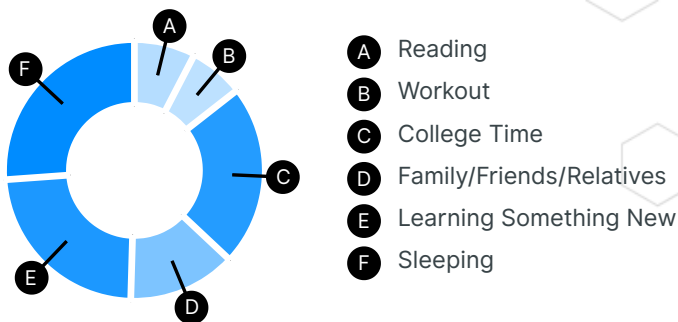 A
B
F
C
E
D
A Reading
B Workout
C College Time
D Family/Friends/Relatives
E Learning Something New
F Sleeping